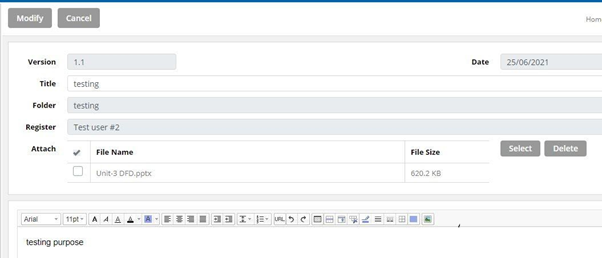 Modify Cancel Hom
Version 1.1 Date 25/06/2021
Title testing
Folder testing
Register Test user #2
Attach File Name File Size Select Delete
Unit-3 DFD.pptx 620.2 KB
Arial 11pt A A A A A URL
testing purpose